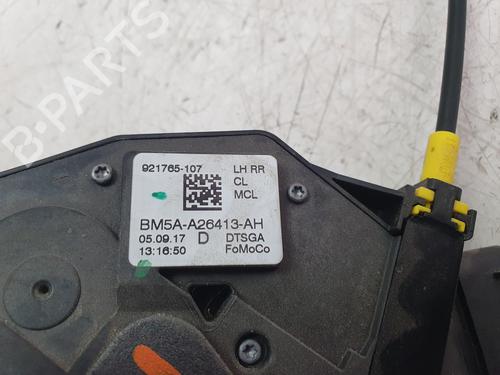 B-PARTS
921765-107 LH RR
CL
MCL
BM5A-A26413-AH
05.09.17 D DTSGA
13:16:50 FoMoCo